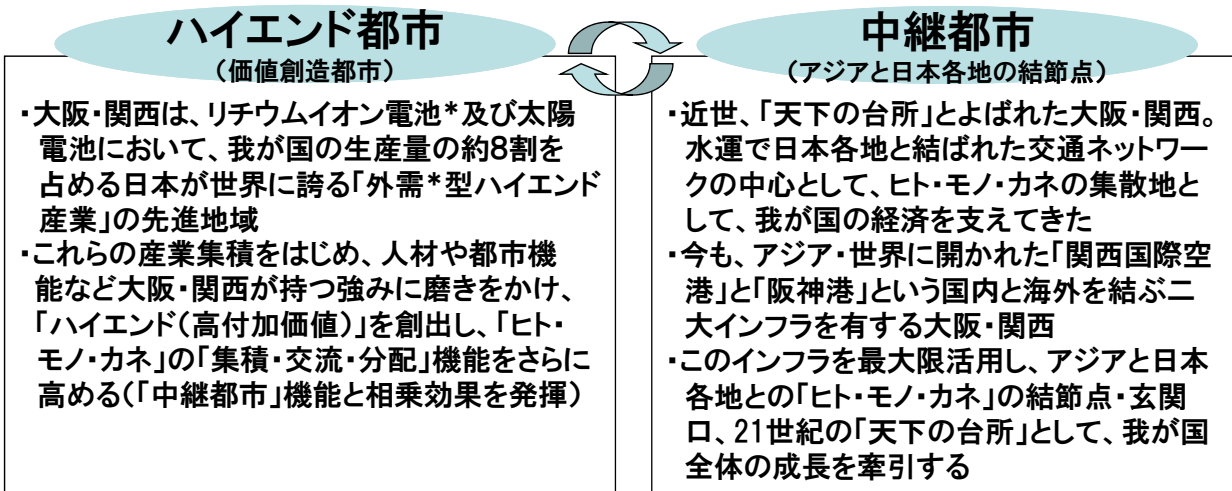 ハイエンド都市
(価値創造都市)
・大阪・関西は、リチウムイオン電池*及び太陽
電池において、我が国の生産量の約8割を
占める日本が世界に誇る「外需*型ハイエンド
産業」の先進地域
・これらの産業集積をはじめ、人材や都市機
能など大阪・関西が持つ強みに磨きをかけ、
「ハイエンド(高付加価値)」を創出し、「ヒト・
モノ・カネ」の「集積・交流・分配」機能をさらに
高める(「中継都市」機能と相乗効果を発揮)
中継都市
(アジアと日本各地の結節点)
・近世、「天下の台所」とよばれた大阪・関西。
水運で日本各地と結ばれた交通ネットワー
クの中心として、ヒト・モノ・カネの集散地と
して、我が国の経済を支えてきた
・今も、アジア・世界に開かれた「関西国際空
港」と「阪神港」という国内と海外を結ぶ二
大インフラを有する大阪・関西
・このインフラを最大限活用し、アジアと日本
各地との「ヒト・モノ・カネ」の結節点・玄関
口、21世紀の「天下の台所」として、我が国
全体の成長を牽引する